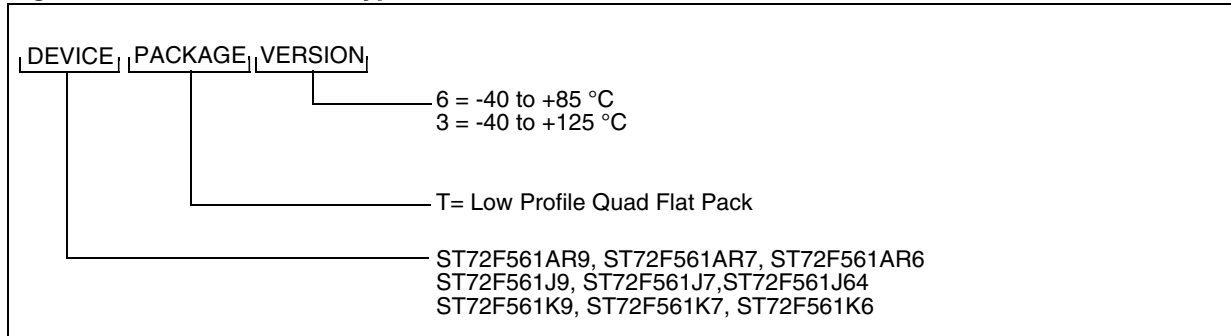 DEVICE PACKAGE VERSION
6 = -40 to +85 °C
3 = -40 to +125 °C
T= Low Profile Quad Flat Pack
ST72F561AR9, ST72F561AR7, ST72F561AR6
ST72F561J9, ST72F561J7,ST72F561J64
ST72F561K9, ST72F561K7, ST72F561K6